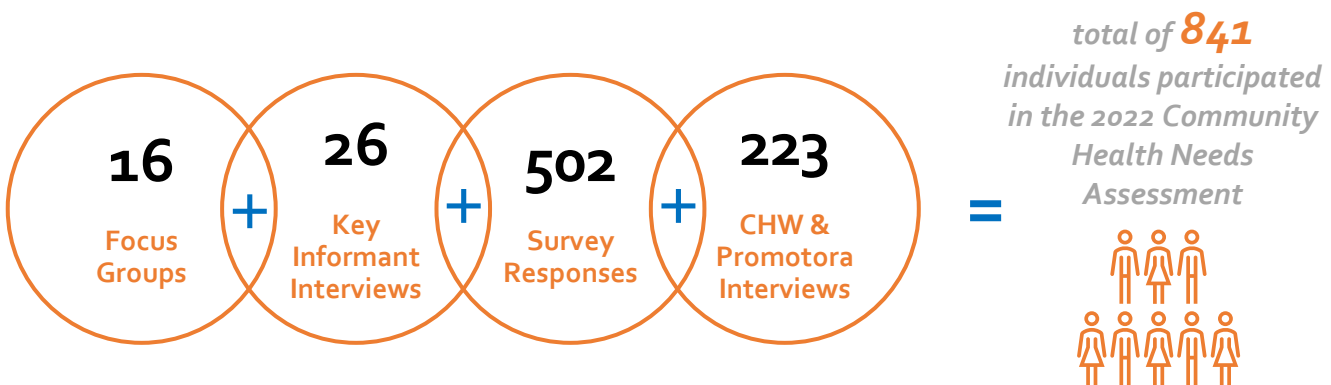 16
Focus
Groups
+
26
Key
Informant
Interviews
+
502
Survey
Responses
+
223
CHW &
Promotora
Interviews
=
total of 841
individuals participated
in the 2022 Community
Health Needs
Assessment